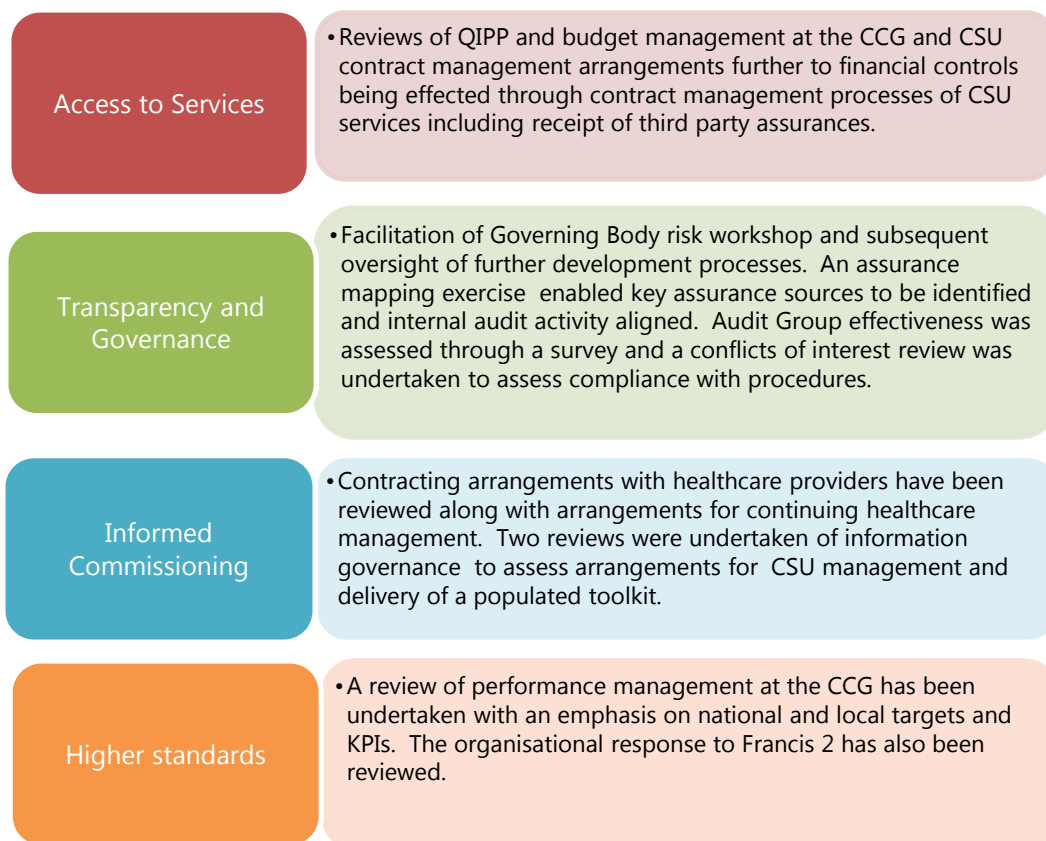 Access to Services
•Reviews of QIPP and budget management at the CCG and CSU
contract management arrangements further to financial controls
being effected through contract management processes of CSU
services including receipt of third party assurances.
Transparency and
Governance
•Facilitation of Governing Body risk workshop and subsequent
oversight of further development processes.  An assurance
mapping exercise  enabled key assurance sources to be identified
and internal audit activity aligned.  Audit Group effectiveness was
assessed through a survey and a conflicts of interest review was
undertaken to assess compliance with procedures.
Informed
Commissioning
•Contracting arrangements with healthcare providers have been
reviewed along with arrangements for continuing healthcare
management.  Two reviews were undertaken of information
governance  to assess arrangements for  CSU management and
delivery of a populated toolkit.
Higher standards
•A review of performance management at the CCG has been
undertaken with an emphasis on national and local targets and
KPIs.  The organisational response to Francis 2 has also been
reviewed.